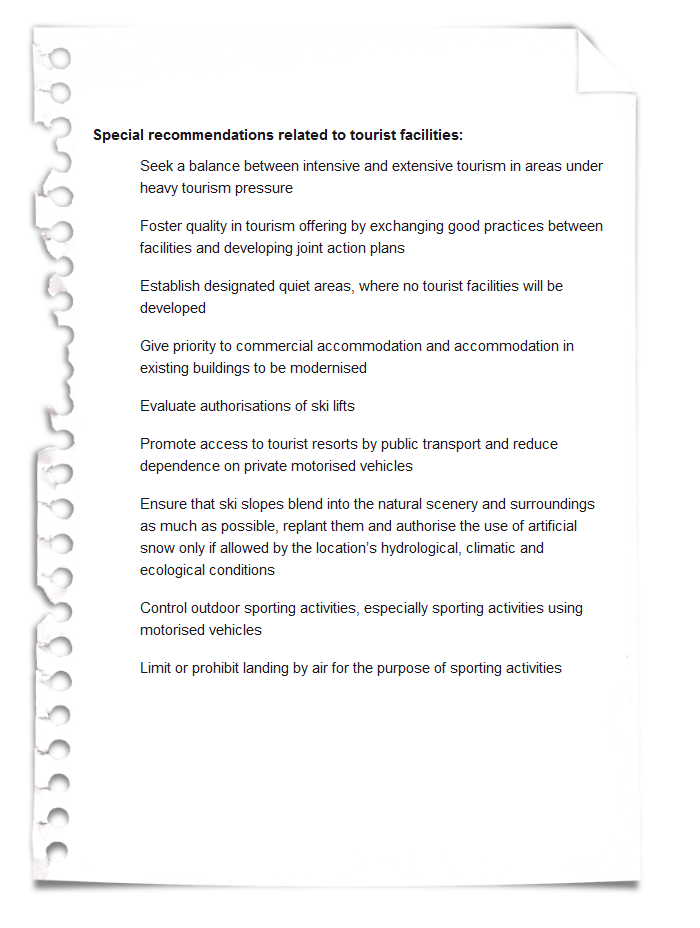 Special recommendations related to tourist facilities:
Seek a balance between intensive and extensive tourism in areas under
heavy tourism pressure
Foster quality in tourism offering by exchanging good practices between
facilities and developing joint action plans
Establish designated quiet areas, where no tourist facilities will be
developed
Give priority to commercial accommodation and accommodation in
existing buildings to be modernised
Evaluate authorisations of ski lifts
Promote access to tourist resorts by public transport and reduce
dependence on private motorised vehicles
Ensure that ski slopes blend into the natural scenery and surroundings
as much as possible, replant them and authorise the use of artificial
snow only if allowed by the location’s hydrological, climatic and
ecological conditions
Control outdoor sporting activities, especially sporting activities using
motorised vehicles
Limit or prohibit landing by air for the purpose of sporting activities